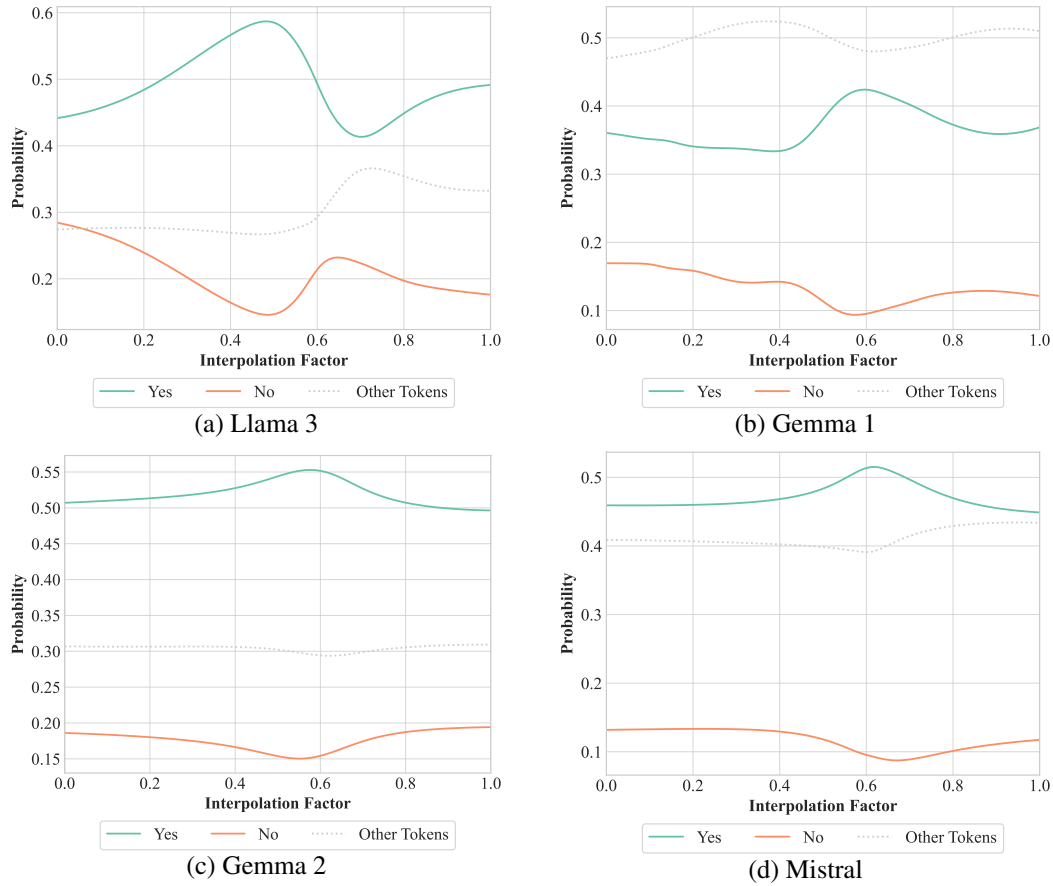 0.6
0.5
0.4
0.3
0.2
Probability
0.0 0.2 0.4 0.6 0.8 1.0
Interpolation Factor
Yes No Other Tokens
(a) Llama 3
0.5
0.4
0.3
0.2
0.1
Probability
0.0 0.2 0.4 0.6 0.8 1.0
Interpolation Factor
Yes No Other Tokens
(b) Gemma 1
0.55
0.50
0.45
0.40
0.35
0.30
0.25
0.20
0.15
Probability
0.0 0.2 0.4 0.6 0.8 1.0
Interpolation Factor
Yes No Other Tokens
(c) Gemma 2
0.5
0.4
0.3
0.2
0.1
Probability
0.0 0.2 0.4 0.6 0.8 1.0
Interpolation Factor
Yes No Other Tokens
(d) Mistral